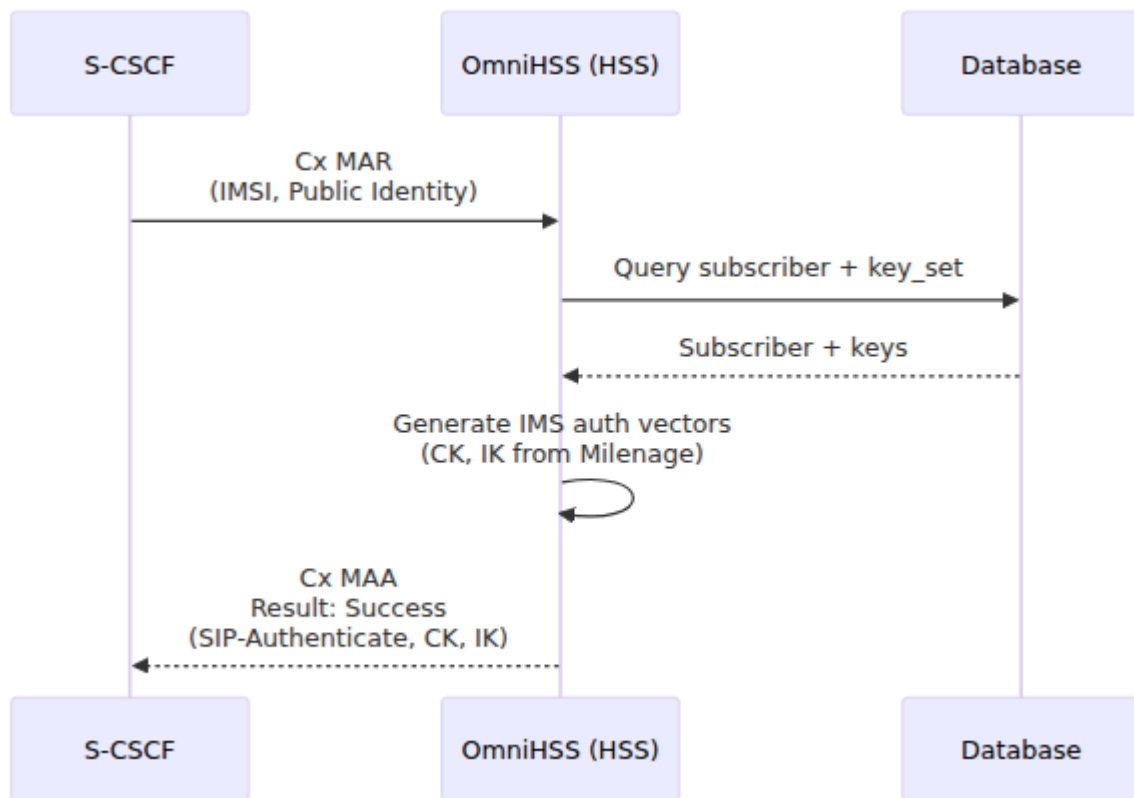 S-CSCF
OmniHSS (HSS)
Database
Cx MAR
(IMSI, Public Identity)
Query subscriber + key_set
Subscriber + keys
Generate IMS auth vectors
(CK, IK from Milenage)
Cx MAA
Result: Success
(SIP-Authenticate, CK, IK)
S-CSCF
OmniHSS (HSS)
Database